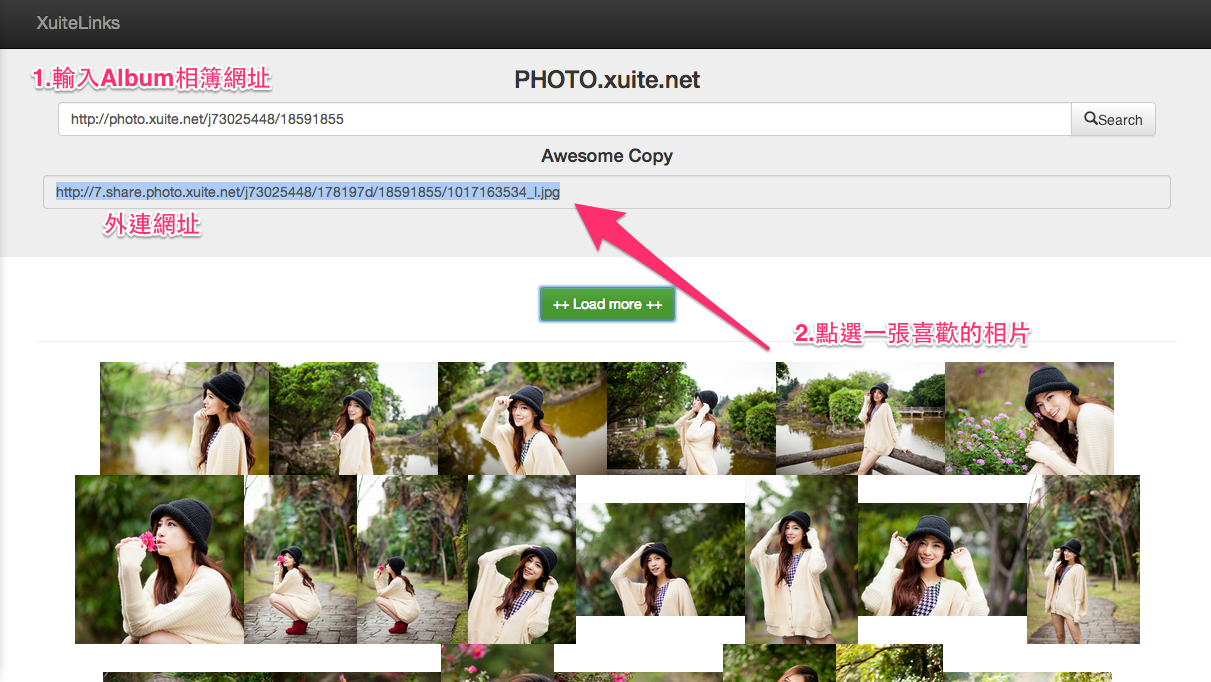 XuiteLinks
1.輸入Album相簿網址
PHOTO.xuite.net
http://photo.xuite.net/j73025448/18591855
Search
Awesome Copy
http://7.share.photo.xuite.net/j73025448/178197d/18591855/1017163534_l.jpg
外連網址
++ Load more ++
2.點選一張喜歡的相片